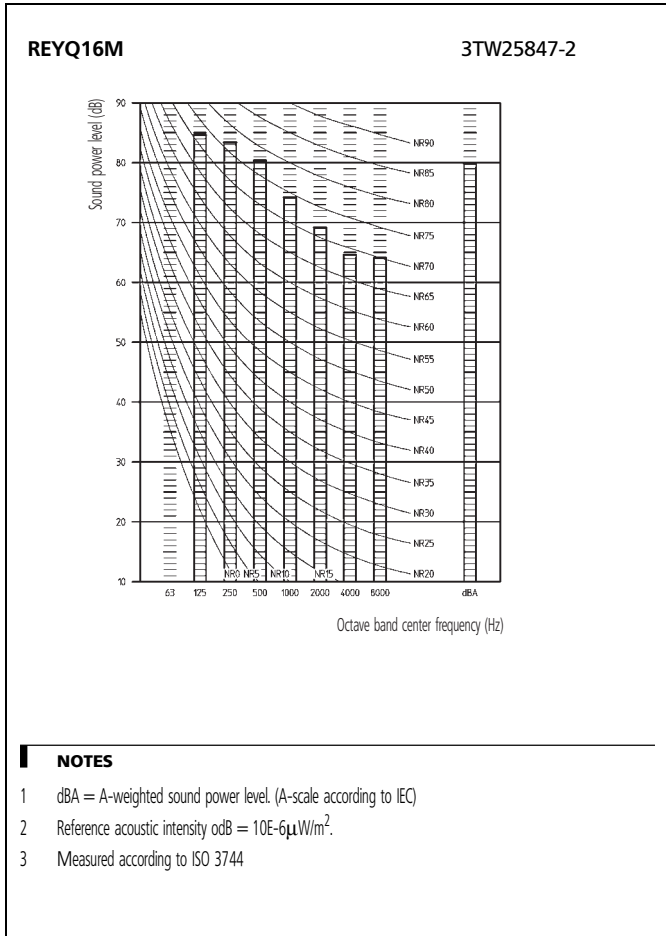 REYQ16M 3TW25847-2
Sound power level (dB)
90
80
70
60
50
40
30
20
10
NR90
NR85
NR80
NR75
NR70
NR65
NR60
NR55
NR50
NR45
NR40
NR35
NR30
NR25
NR20
NR0 NR5 NR10 NR15
63 125 250 500 1000 2000 4000 8000 dBA
Octave band center frequency (Hz)
NOTES
1 dBA = A-weighted sound power level. (A-scale according to IEC)
2 Reference acoustic intensity odB = 10E-6µW/m².
3 Measured according to ISO 3744